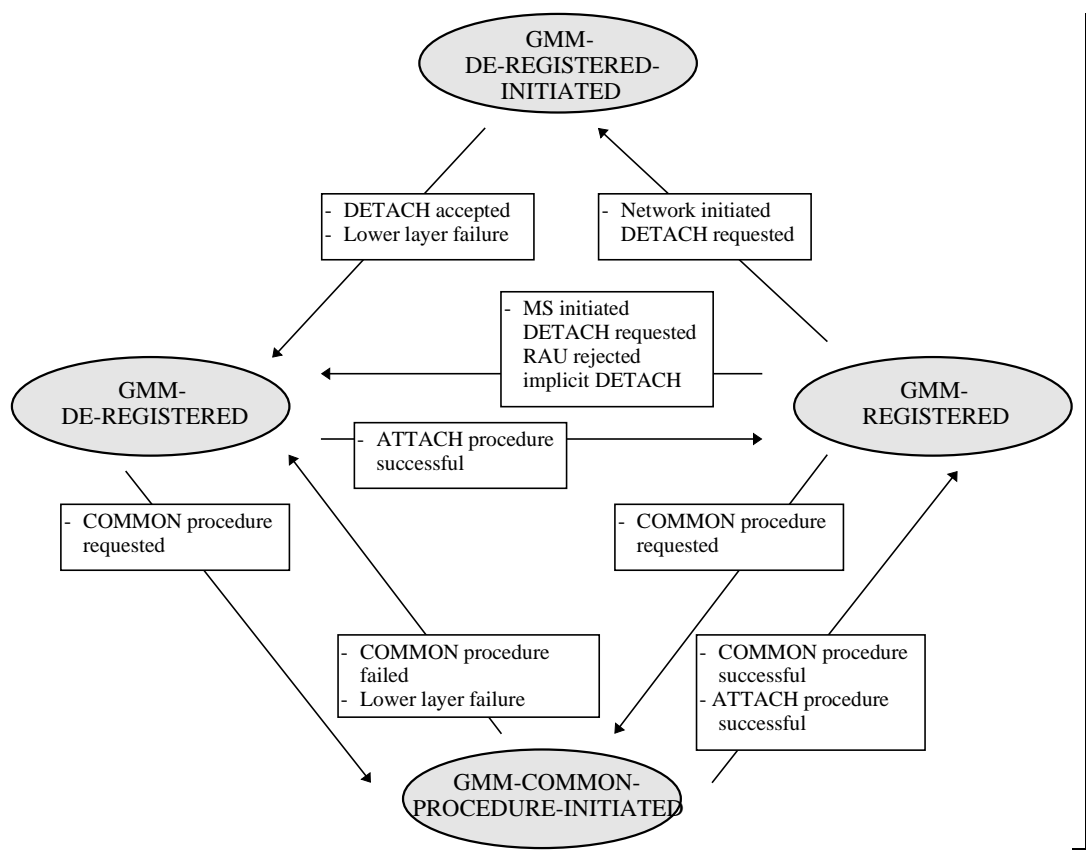 GMM-
DE-REGISTERED-
INITIATED
- DETACH accepted
- Lower layer failure
- Network initiated
DETACH requested
- MS initiated
DETACH requested
RAU rejected
implicit DETACH
GMM-
DE-REGISTERED
GMM-
REGISTERED
- ATTACH procedure
successful
- COMMON procedure
requested
- COMMON procedure
requested
- COMMON procedure
failed
- Lower layer failure
- COMMON procedure
successful
- ATTACH procedure
successful
GMM-COMMON-
PROCEDURE-INITIATED